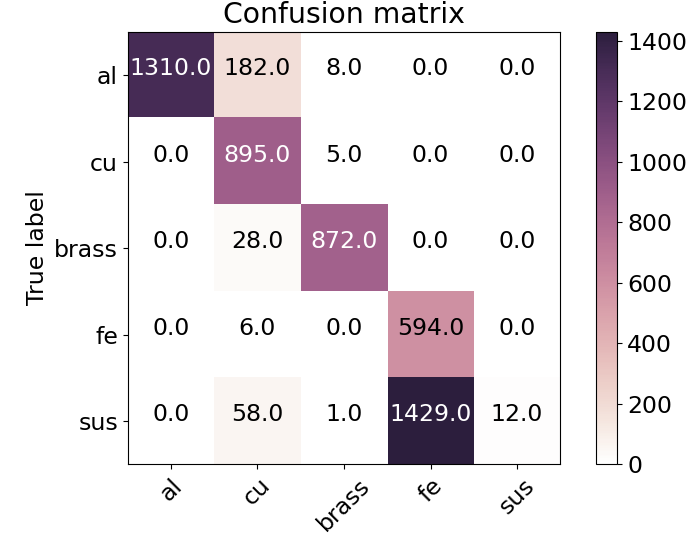 Confusion matrix
al 1310.0 182.0 8.0 0.0 0.0
cu 0.0 895.0 5.0 0.0 0.0
brass 0.0 28.0 872.0 0.0 0.0
fe 0.0 6.0 0.0 594.0 0.0
sus 0.0 58.0 1.0 1429.0 12.0
al cu brass fe sus
True label
1400
1200
1000
800
600
400
200
0